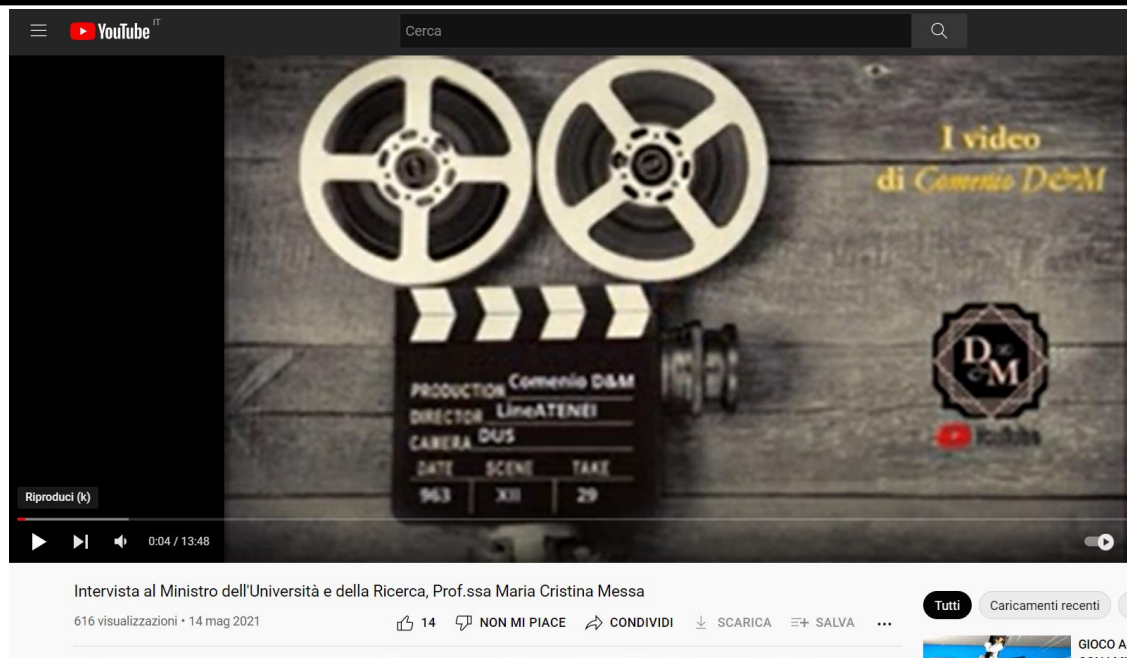 YouTube IT
Cerca
I video
di Comenio D&M
D&M
YouTube
PRODUCTION Comenio D&M
DIRECTOR LineATENEI
CAMERA DUS
DATE SCENE TAKE
963 XII 29
Riproduci (k)
0:04 / 13:48
Intervista al Ministro dell'Università e della Ricerca, Prof.ssa Maria Cristina Messa
616 visualizzazioni • 14 mag 2021
14 NON MI PIACE CONDIVIDI SCARICA SALVA ...
Tutti Caricamenti recenti
GIOCO A